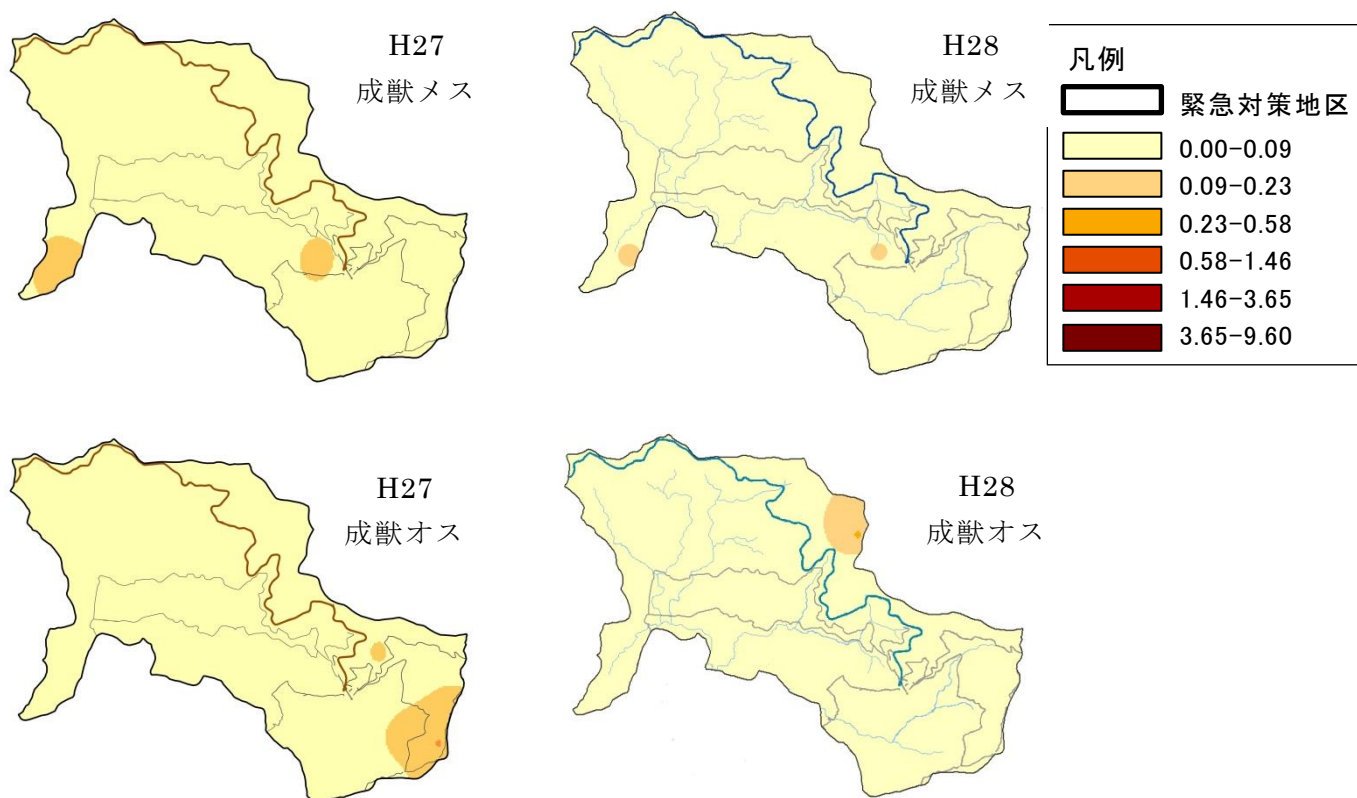 H27
成獣メス
H28
成獣メス
凡例
緊急対策地区
0.00-0.09
0.09-0.23
0.23-0.58
0.58-1.46
1.46-3.65
3.65-9.60
H27
成獣オス
H28
成獣オス